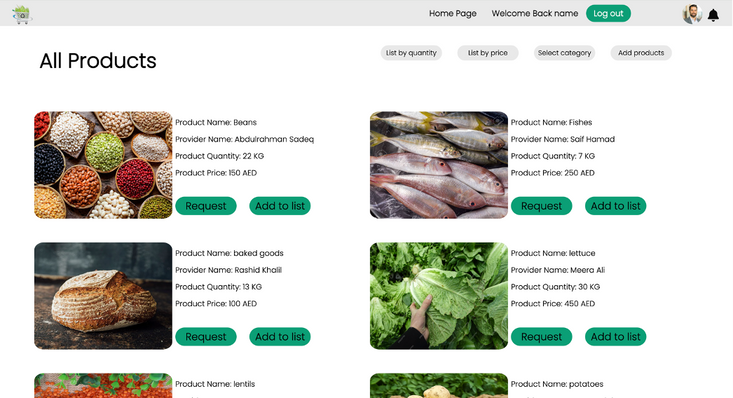 Home Page
Welcome Back name
Log out
All Products
List by quantity
List by price
Select category
Add products
Product Name: Beans
Provider Name: Abdulrahman Sadeq
Product Quantity: 22 KG
Product Price: 150 AED
Request
Add to list
Product Name: Fishes
Provider Name: Saif Hamad
Product Quantity: 7 KG
Product Price: 250 AED
Request
Add to list
Product Name: baked goods
Provider Name: Rashid Khalil
Product Quantity: 13 KG
Product Price: 100 AED
Request
Add to list
Product Name: lettuce
Provider Name: Meera Ali
Product Quantity: 30 KG
Product Price: 450 AED
Request
Add to list
Product Name: lentils
Product Name: potatoes